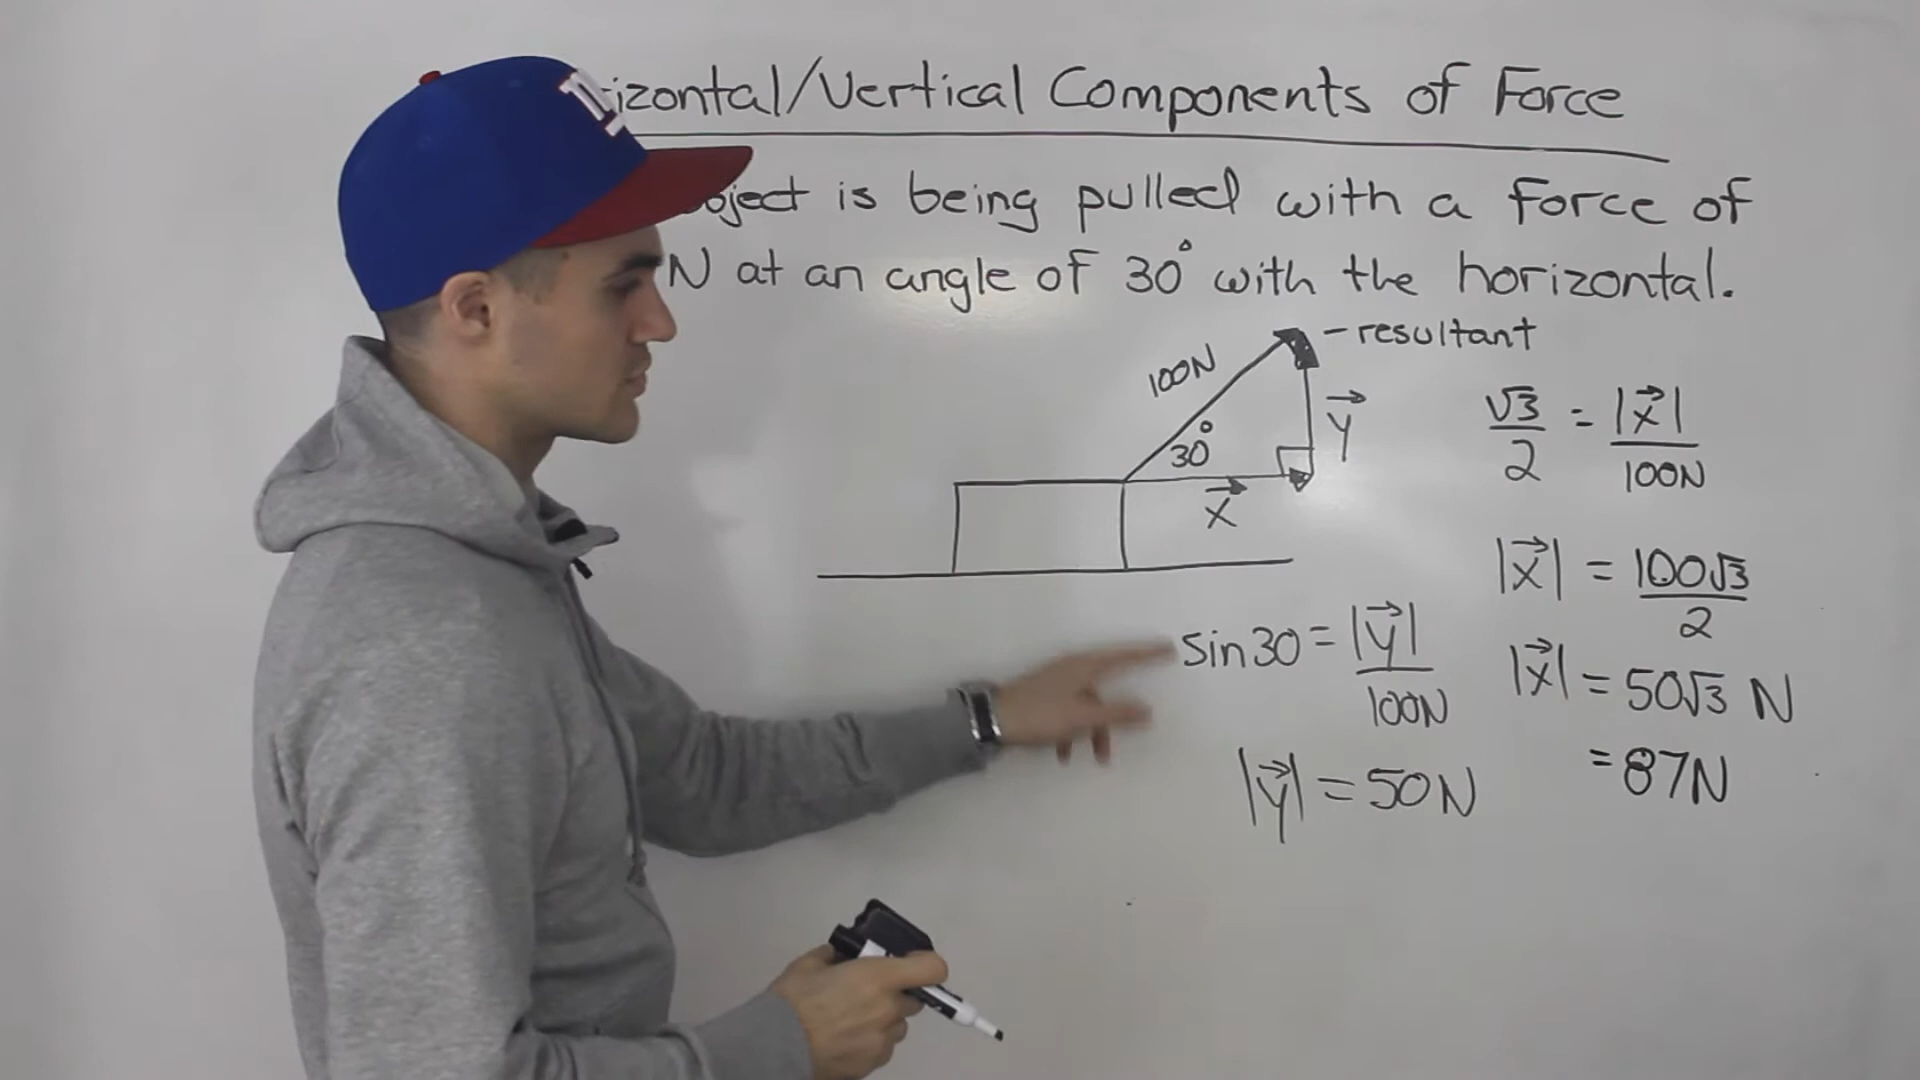 izontal/Vertical Components of Force
bject is being pulled with a force of
N at an angle of 30° with the horizontal.
100N
- resultant
30°
y
x
√3/2 = |x|/100N
|x| = 100√3/2
|x| = 50√3 N
= 87N
sin30 = |y|/100N
|y| = 50N